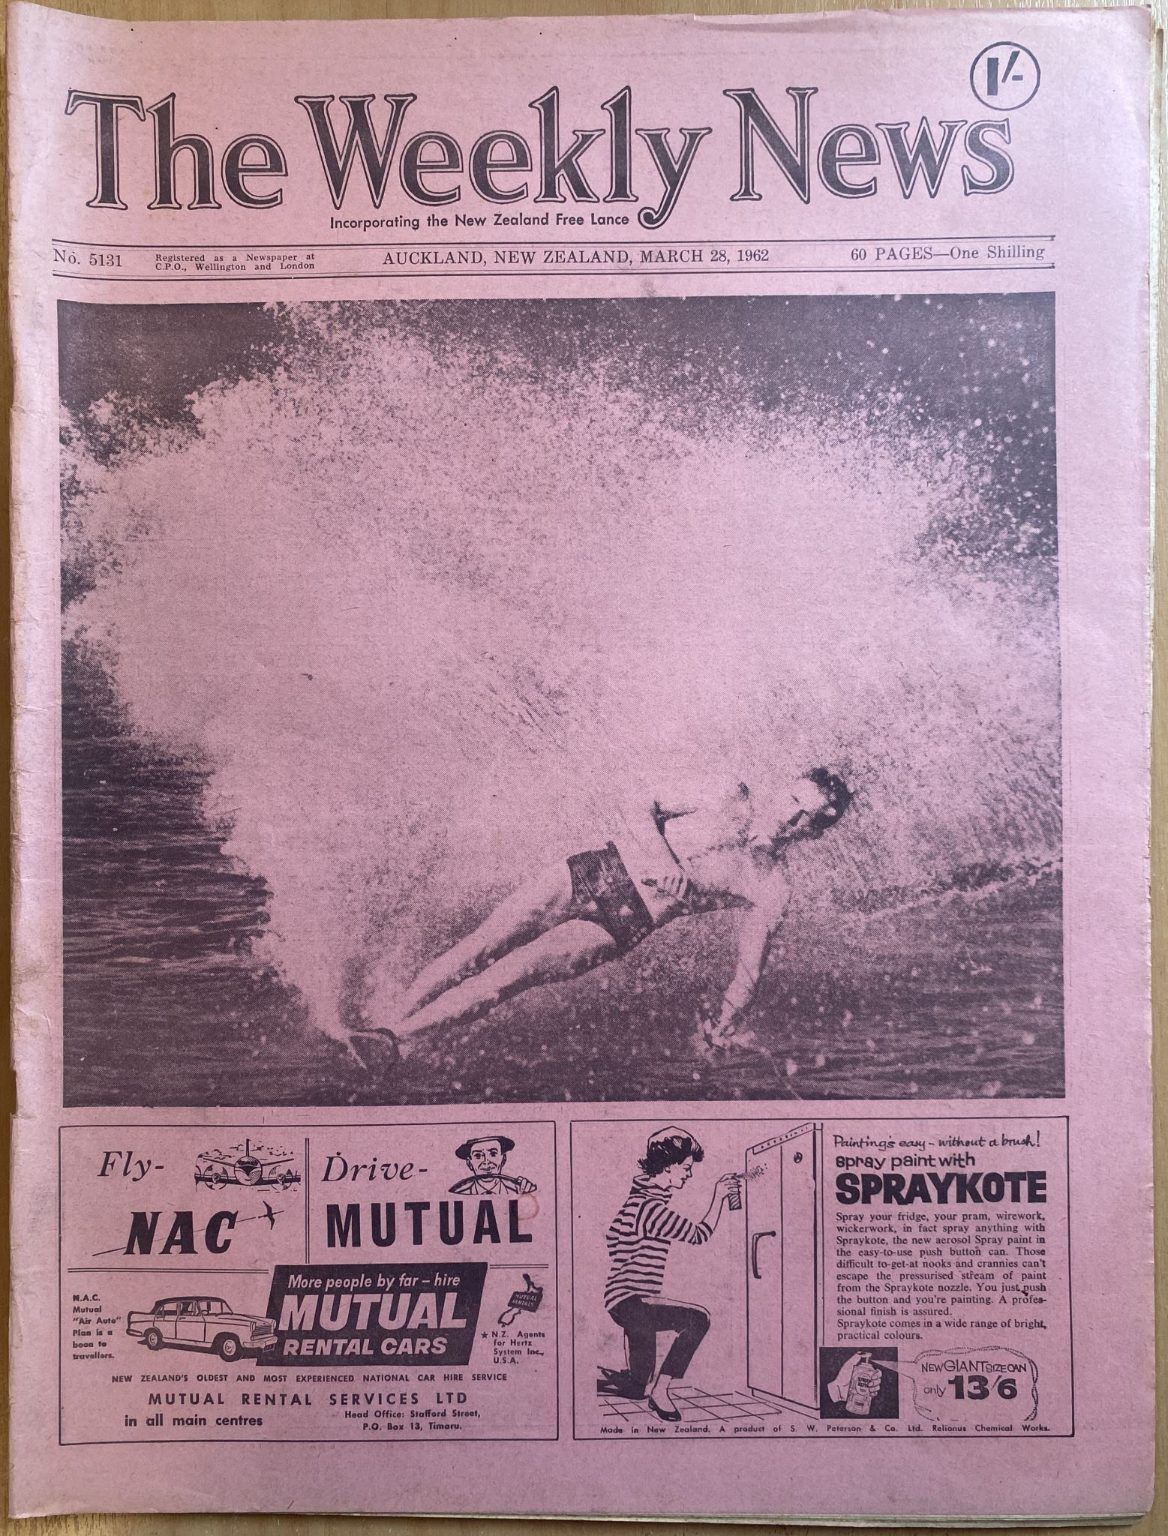 1/-
The Weekly News
Incorporating the New Zealand Free Lance
No. 5131
Registered as a Newspaper at
C.P.O., Wellington and London
AUCKLAND, NEW ZEALAND, MARCH 28, 1962
60 PAGES—One Shilling
Fly-
NAC
Drive-
MUTUAL
N.A.C.
Mutual
"Air Auto"
Plan is a
boon to
travellers.
More people by far – hire
MUTUAL
RENTAL CARS
MUTUAL
RENTALS
★ N.Z. Agents
for Hertz
System Inc.,
U.S.A.
NEW ZEALAND'S OLDEST AND MOST EXPERIENCED NATIONAL CAR HIRE SERVICE
MUTUAL RENTAL SERVICES LTD
in all main centres
Head Office: Stafford Street,
P.O. Box 13, Timaru.
Painting's easy – without a brush!
spray paint with
SPRAYKOTE
Spray your fridge, your pram, wirework,
wickerwork, in fact spray anything with
Spraykote, the new aerosol Spray paint in
the easy-to-use push button can. Those
difficult to-get-at nooks and crannies can't
escape the pressurised stream of paint
from the Spraykote nozzle. You just push
the button and you're painting. A profes-
sional finish is assured.
Spraykote comes in a wide range of bright,
practical colours.
NEW GIANT SIZE CAN
only 13/6
Made in New Zealand. A product of S. W. Peterson & Co. Ltd. Relionus Chemical Works.